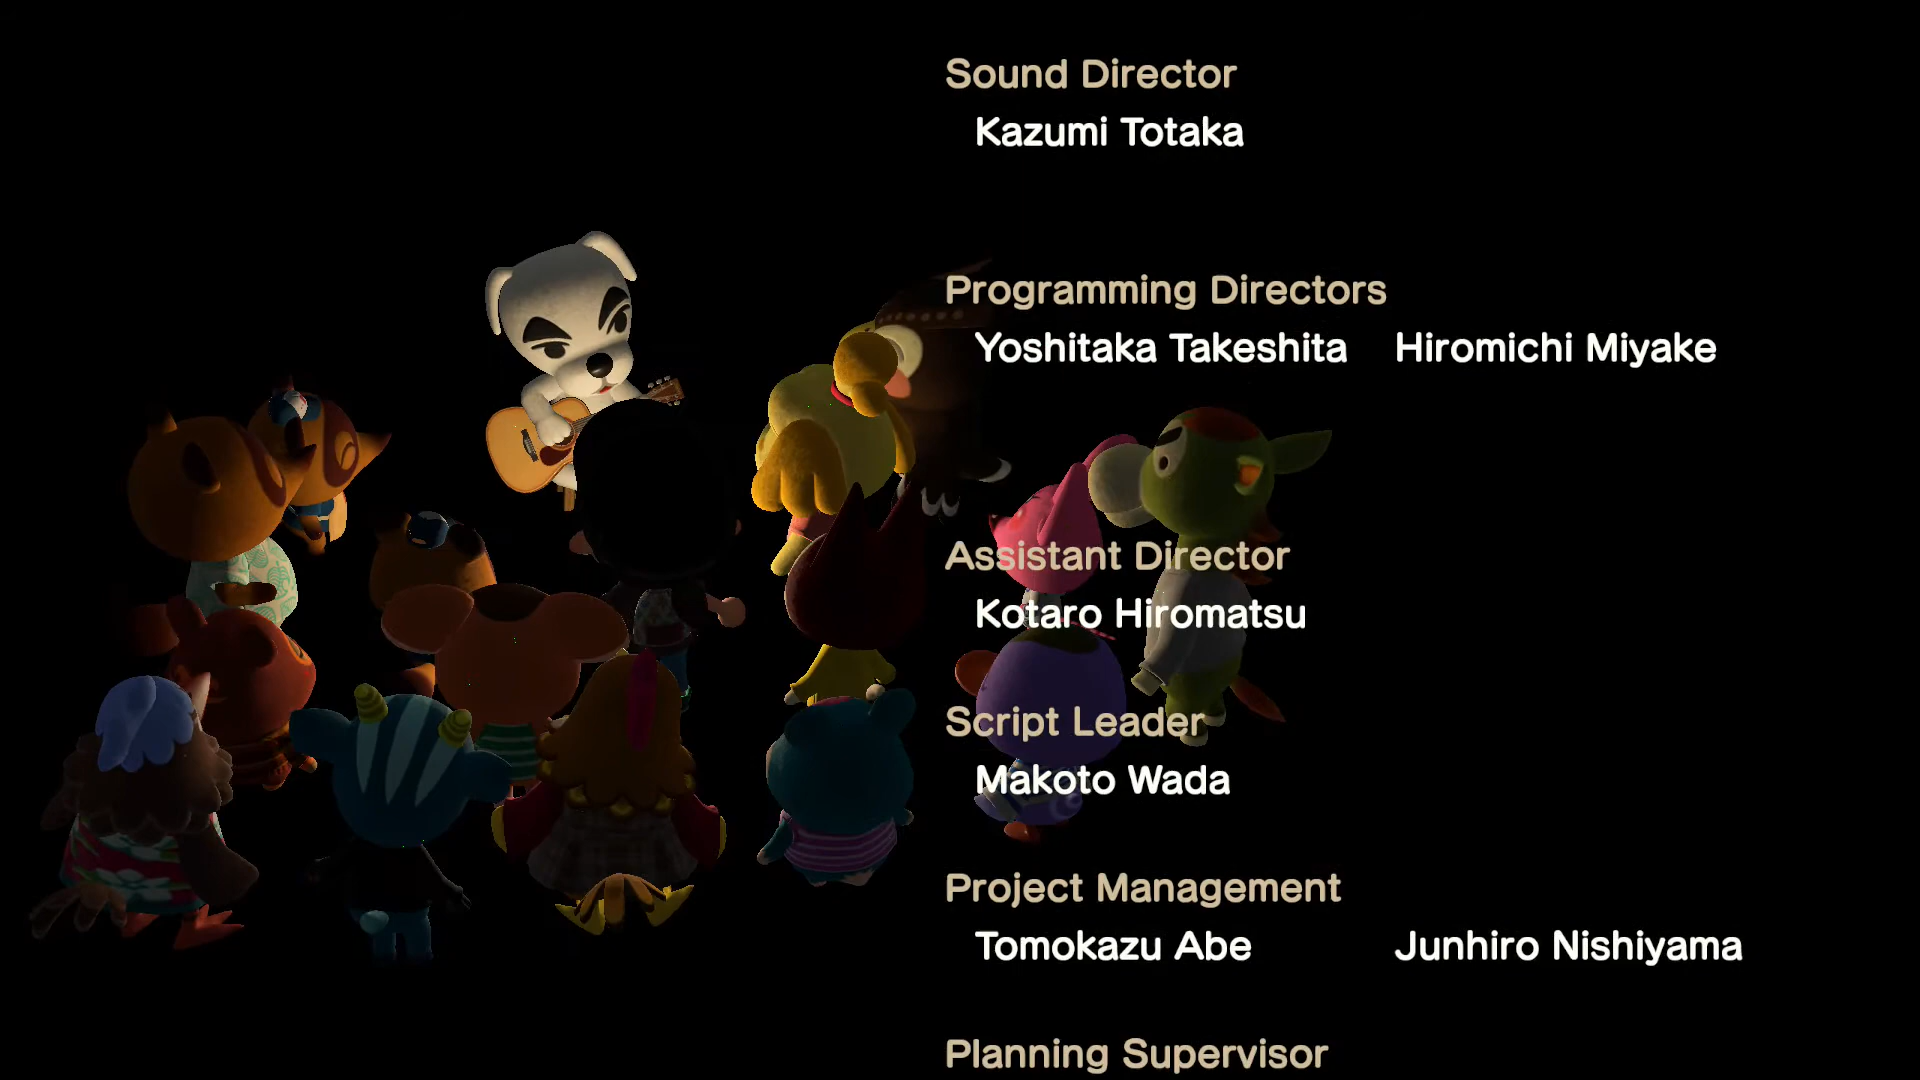 Sound Director
Kazumi Totaka
Programming Directors
Yoshitaka Takeshita Hiromichi Miyake
Assistant Director
Kotaro Hiromatsu
Script Leader
Makoto Wada
Project Management
Tomokazu Abe Junhiro Nishiyama
Planning Supervisor